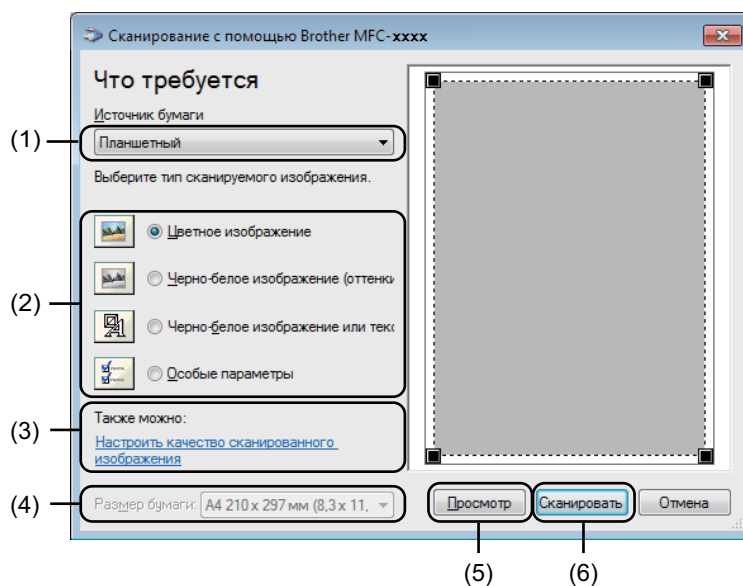 Сканирование с помощью Brother MFC-xxxx
Что требуется
Источник бумаги
(1)
Планшетный
Выберите тип сканируемого изображения.
(2)
Цветное изображение
Черно-белое изображение (оттенки
Черно-белое изображение или текс
Особые параметры
(3)
Также можно:
Настроить качество сканированного
изображения
(4)
Размер бумаги: A4 210 x 297 мм (8,3 x 11,
Просмотр Сканировать Отмена
(5) (6)